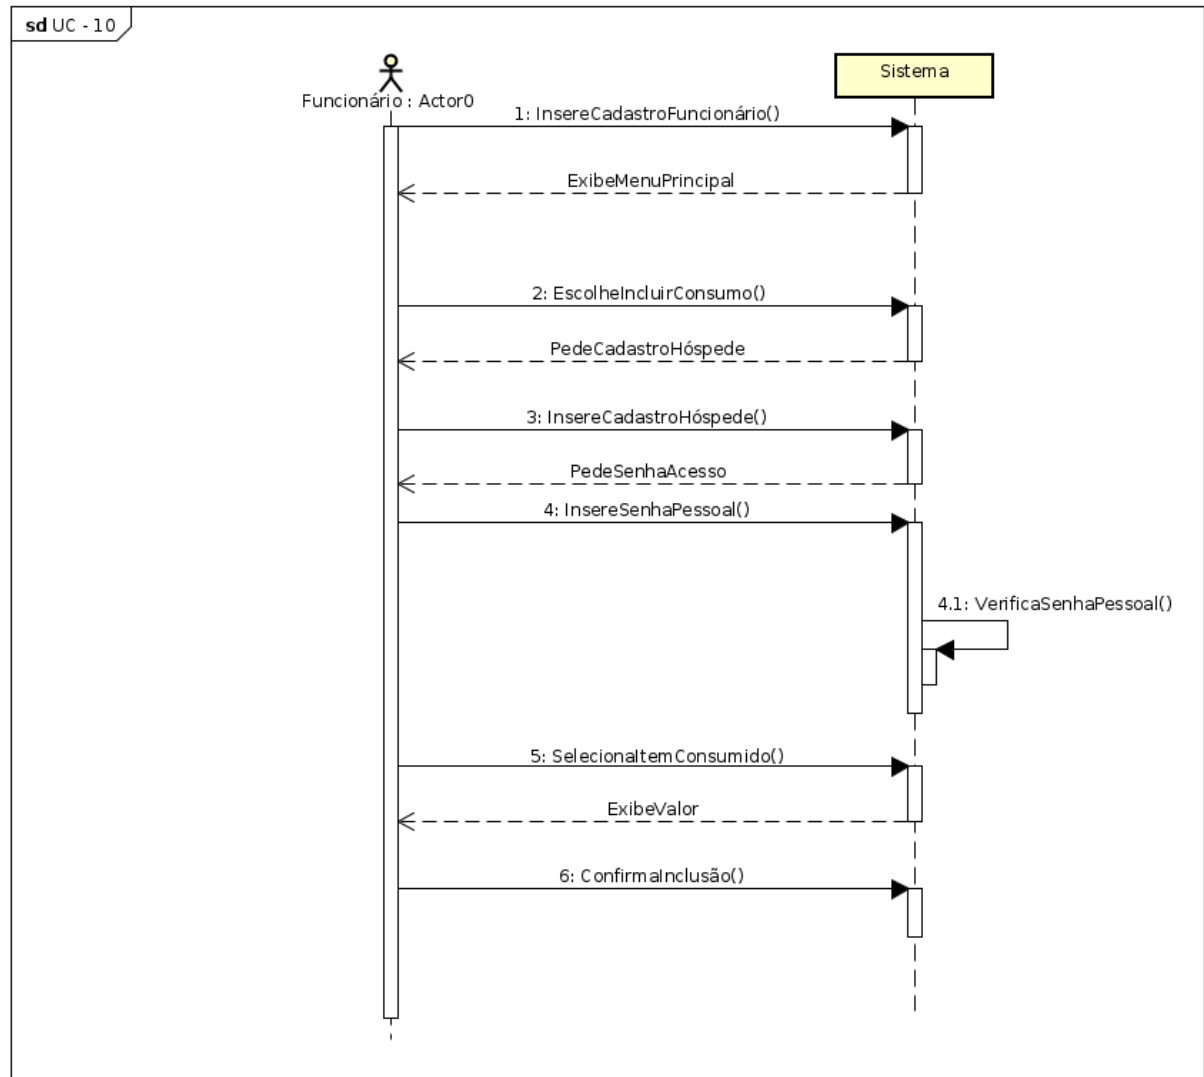 sd UC - 10
Sistema
Funcionário : Actor0
1: InsereCadastroFuncionário()
ExibeMenuPrincipal
2: EscolheIncluirConsumo()
PedeCadastroHóspede
3: InsereCadastroHóspede()
PedeSenhaAcesso
4: InsereSenhaPessoal()
4.1: VerificaSenhaPessoal()
5: SelecionaItemConsumido()
ExibeValor
6: ConfirmaInclusão()